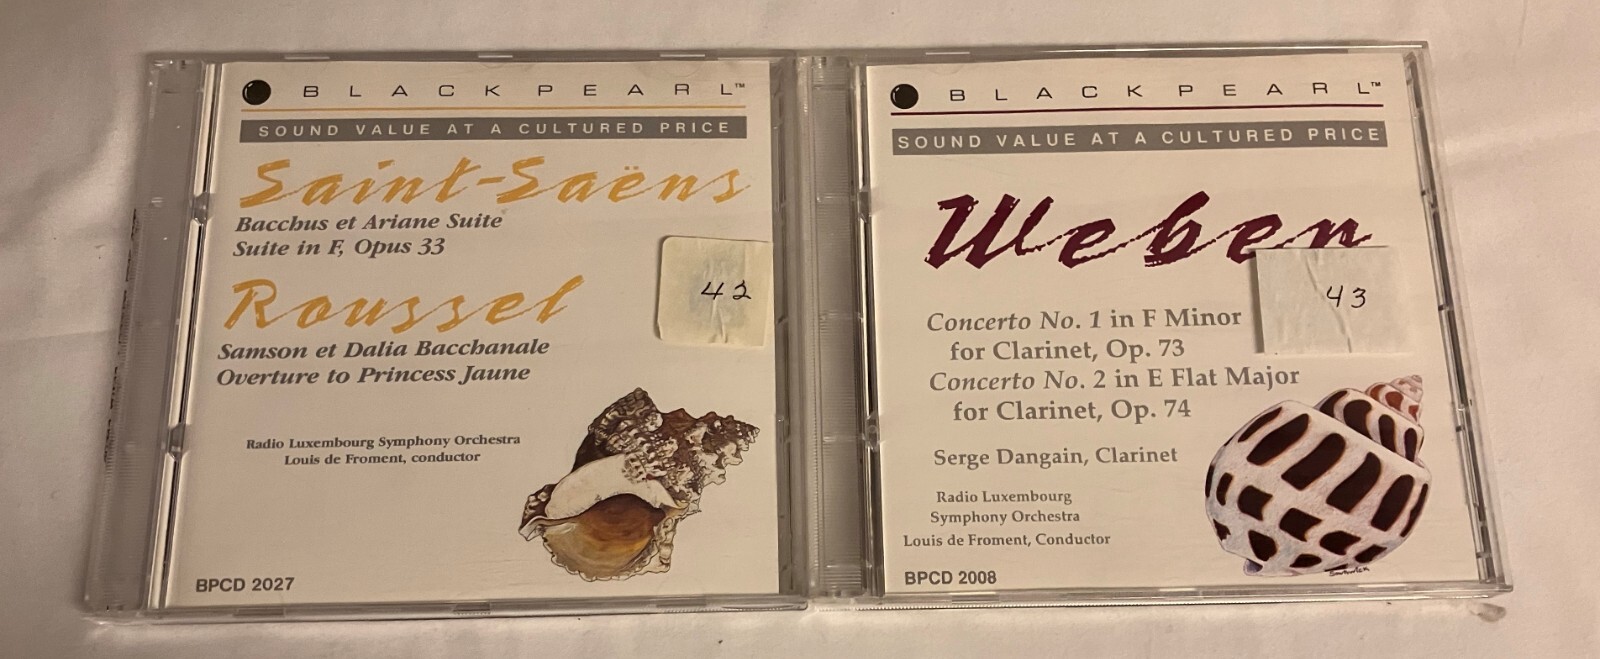 BLACK PEARL™
SOUND VALUE AT A CULTURED PRICE
Saint-Saëns
Bacchus et Ariane Suite
Suite in F, Opus 33
42
Roussel
Samson et Dalia Bacchanale
Overture to Princess Jaune
Radio Luxembourg Symphony Orchestra
Louis de Froment, conductor
BPCD 2027
BLACK PEARL™
SOUND VALUE AT A CULTURED PRICE
Weber
43
Concerto No. 1 in F Minor
for Clarinet, Op. 73
Concerto No. 2 in E Flat Major
for Clarinet, Op. 74
Serge Dangain, Clarinet
Radio Luxembourg
Symphony Orchestra
Louis de Froment, Conductor
BPCD 2008